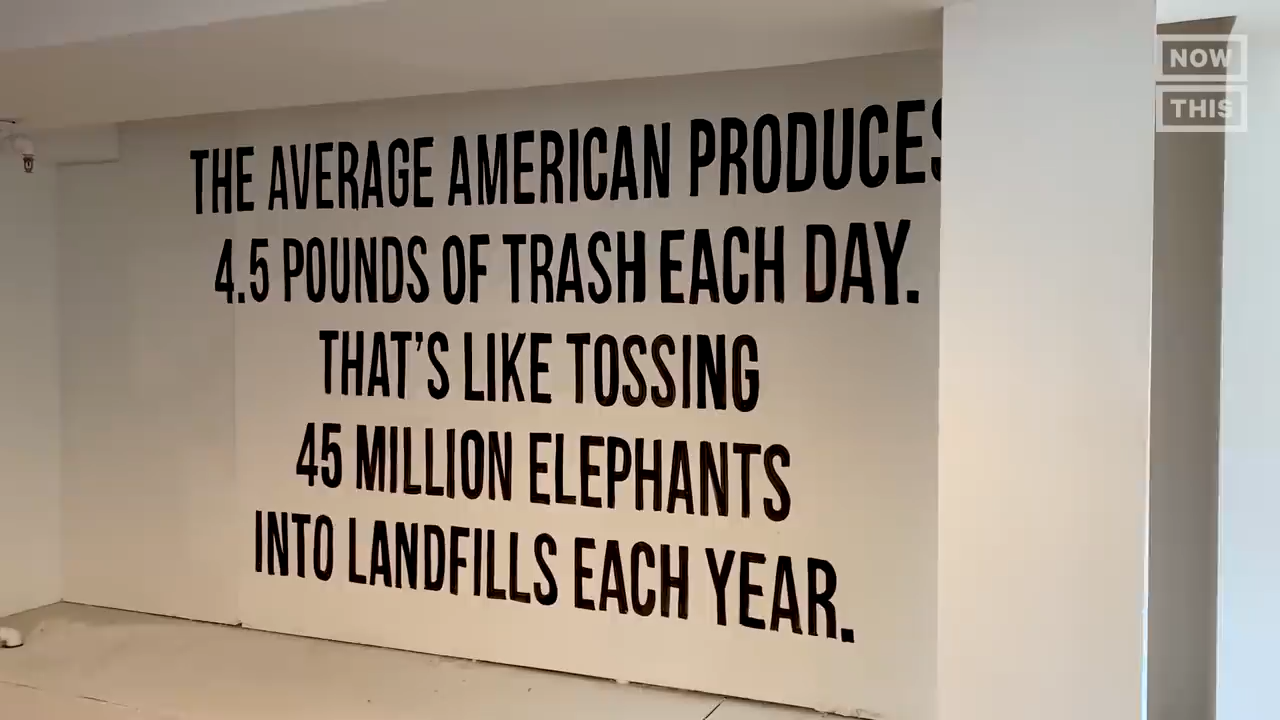 THE AVERAGE AMERICAN PRODUCES
4.5 POUNDS OF TRASH EACH DAY.
THAT'S LIKE TOSSING
45 MILLION ELEPHANTS
INTO LANDFILLS EACH YEAR.
NOW
THIS